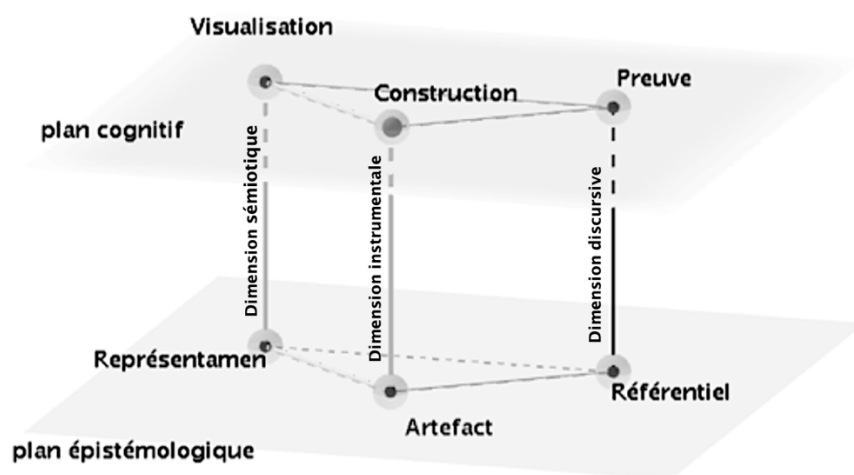 Visualisation
Preuve
Construction
plan cognitif
Dimension sémiotique
Dimension instrumentale
Dimension discursive
Représentamen
Référentiel
Artefact
plan épistémologique